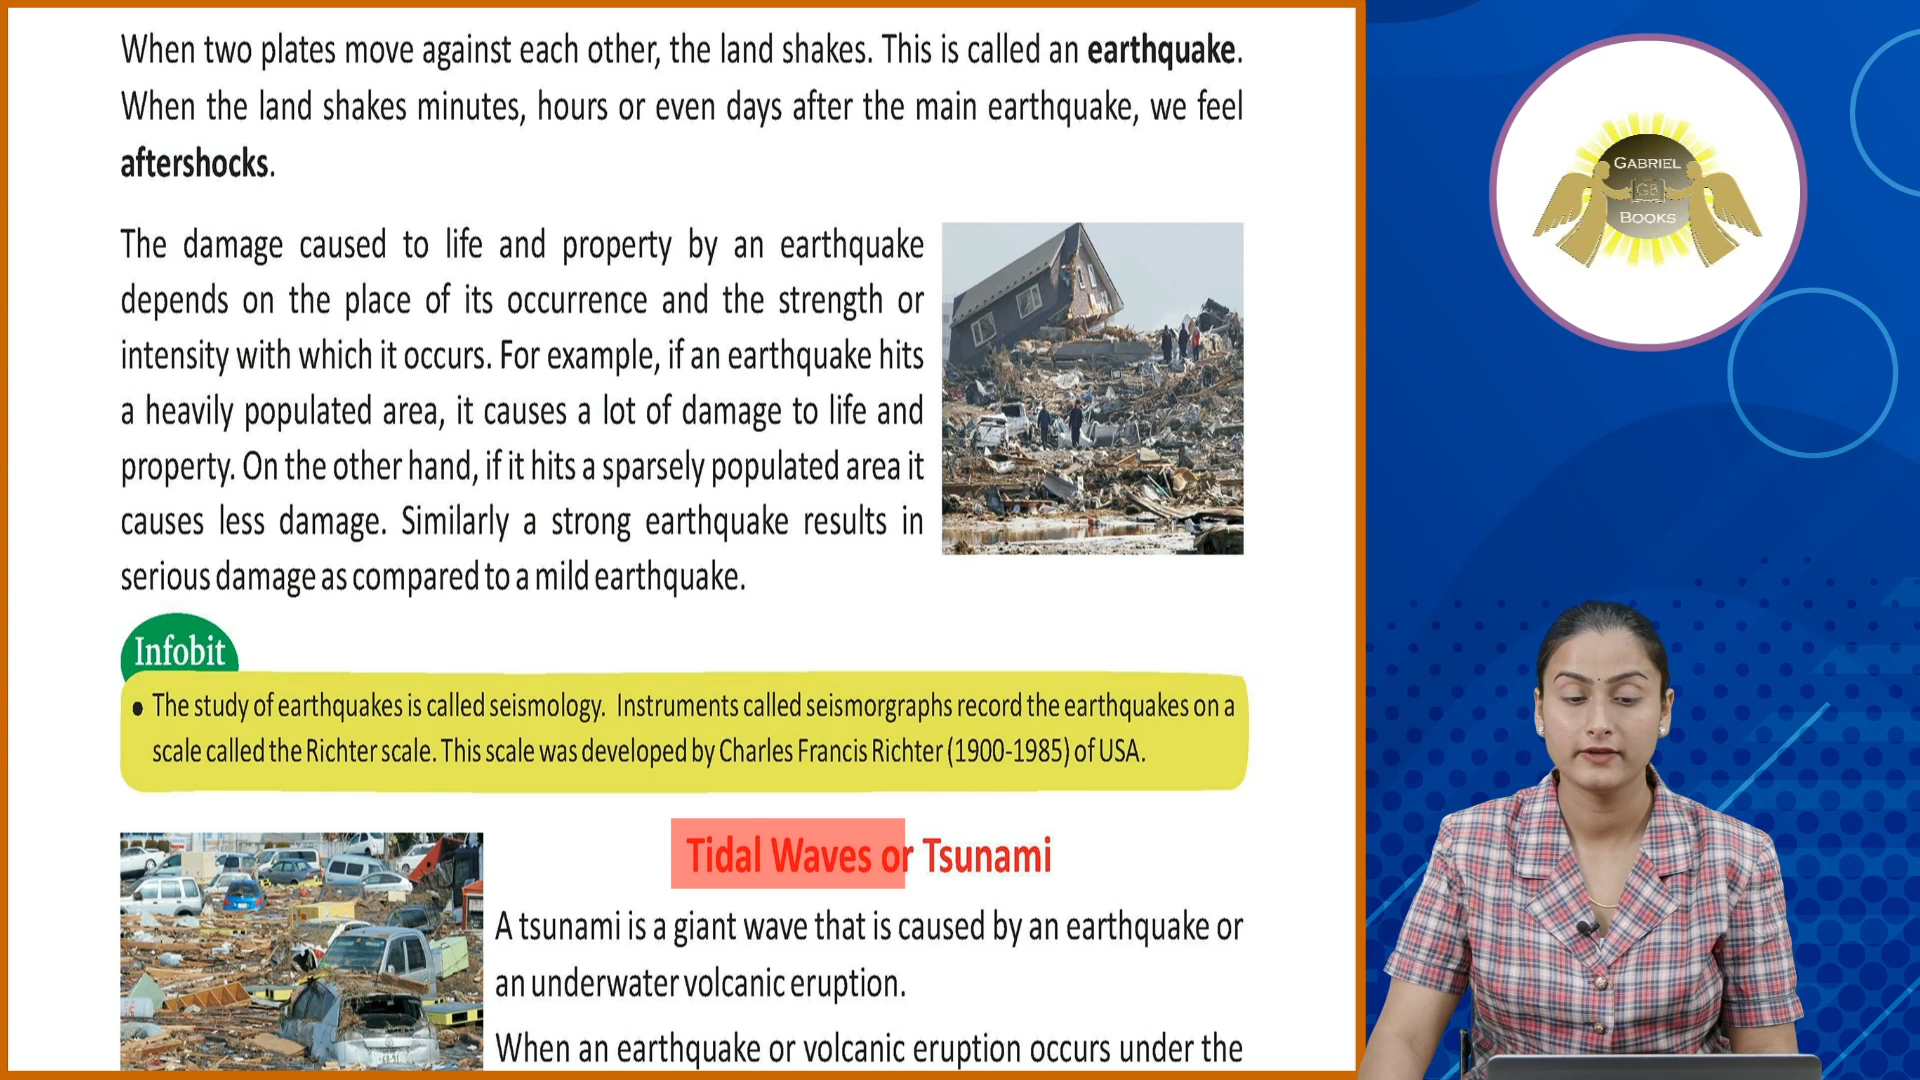 When two plates move against each other, the land shakes. This is called an earthquake.
When the land shakes minutes, hours or even days after the main earthquake, we feel
aftershocks.
The damage caused to life and property by an earthquake
depends on the place of its occurrence and the strength or
intensity with which it occurs. For example, if an earthquake hits
a heavily populated area, it causes a lot of damage to life and
property. On the other hand, if it hits a sparsely populated area it
causes less damage. Similarly a strong earthquake results in
serious damage as compared to a mild earthquake.
Infobit
• The study of earthquakes is called seismology. Instruments called seismorgraphs record the earthquakes on a
scale called the Richter scale. This scale was developed by Charles Francis Richter (1900-1985) of USA.
Tidal Waves or Tsunami
A tsunami is a giant wave that is caused by an earthquake or
an underwater volcanic eruption.
When an earthquake or volcanic eruption occurs under the
GABRIEL
GB
BOOKS